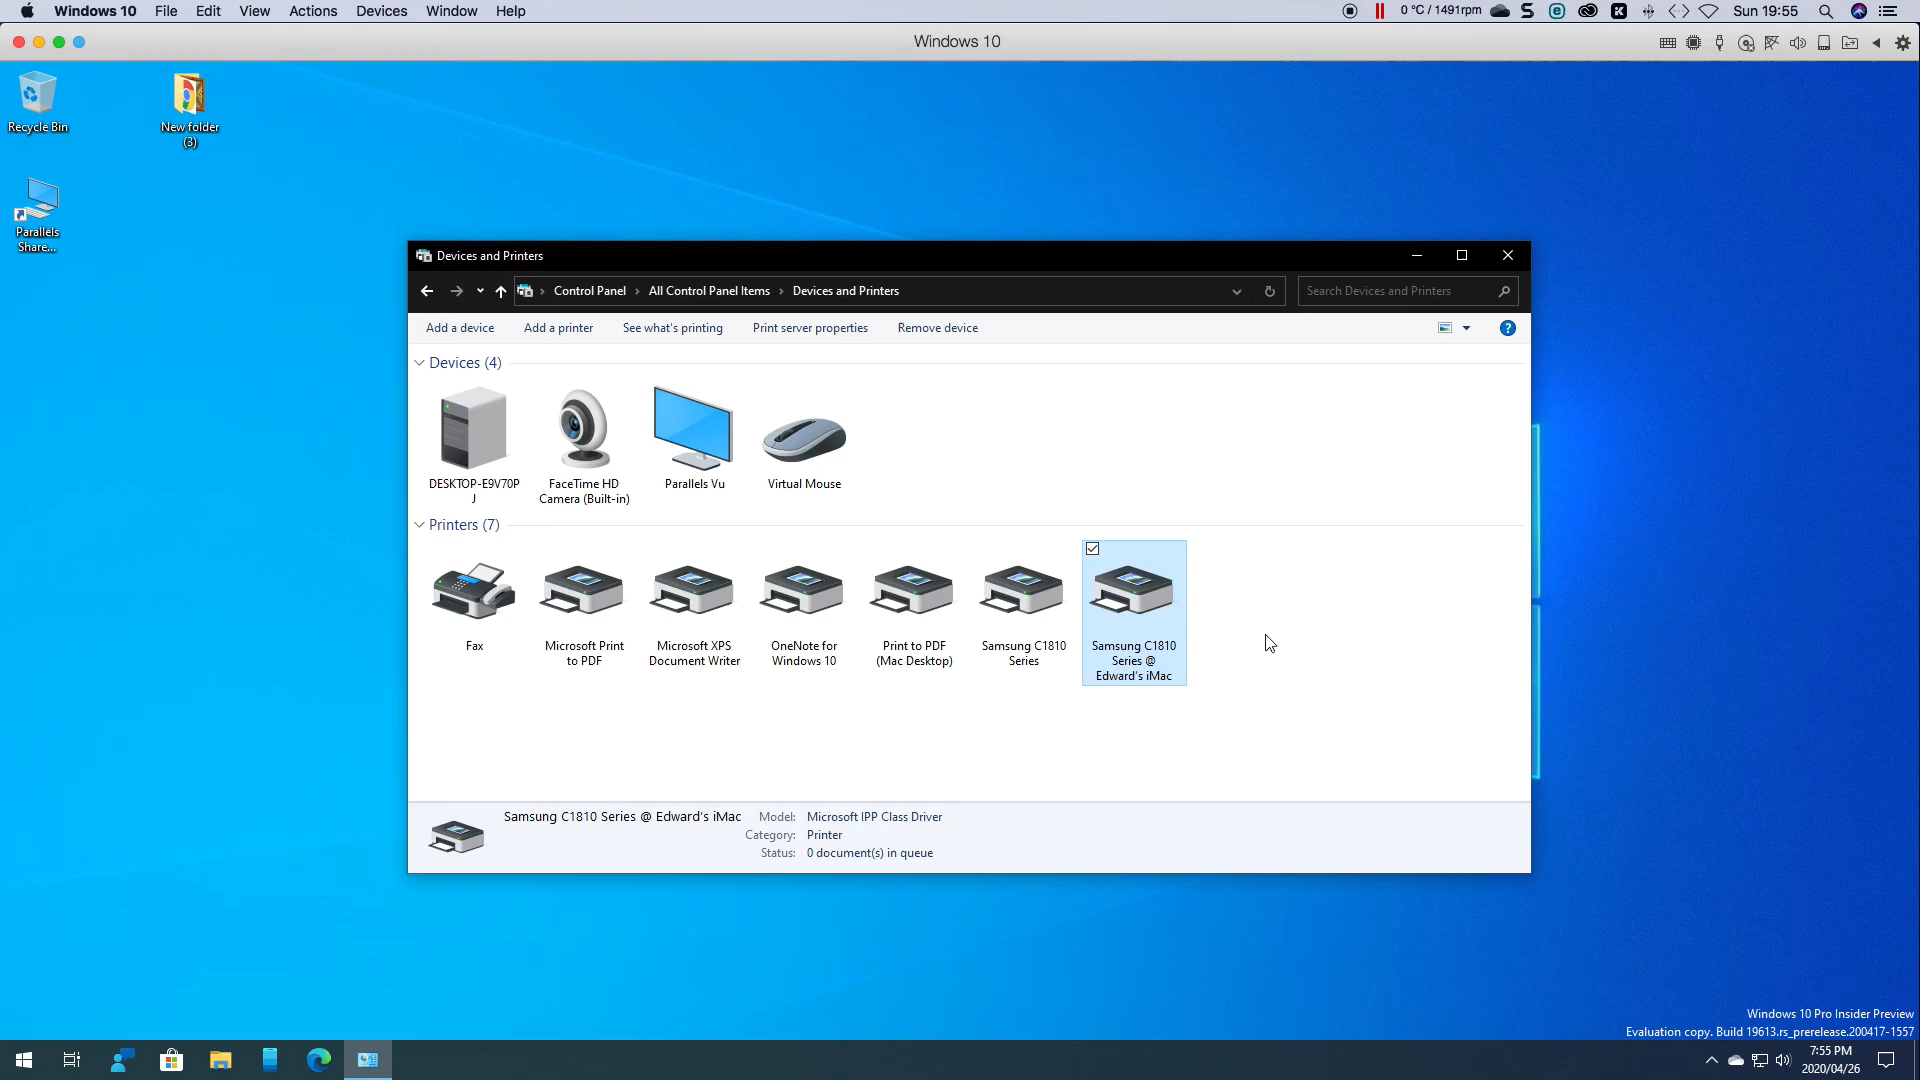 Windows 10 File Edit View Actions Devices Window Help 0 °C / 1491rpm Sun 19:55
Windows 10
Recycle Bin
New folder
(3)
Parallels
Share...
Devices and Printers
Control Panel All Control Panel Items Devices and Printers Search Devices and Printers
Add a device Add a printer See what's printing Print server properties Remove device
Devices (4)
DESKTOP-E9V70P
J
FaceTime HD
Camera (Built-in)
Parallels Vu
Virtual Mouse
Printers (7)
Fax
Microsoft Print
to PDF
Microsoft XPS
Document Writer
OneNote for
Windows 10
Print to PDF
(Mac Desktop)
Samsung C1810
Series
Samsung C1810
Series @
Edward's iMac
Samsung C1810 Series @ Edward's iMac Model: Microsoft IPP Class Driver
Category: Printer
Status: 0 document(s) in queue
Windows 10 Pro Insider Preview
Evaluation copy. Build 19613.rs_prerelease.200417-1557
7:55 PM
2020/04/26